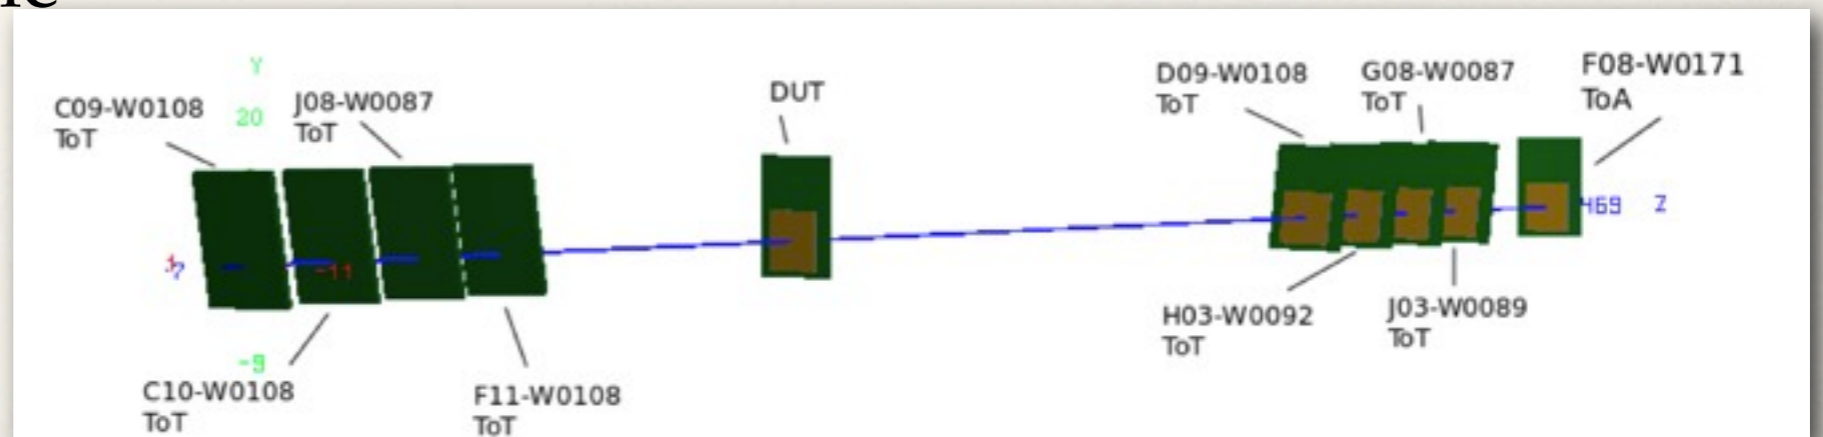 Y
C09-W0108
ToT
20
J08-W0087
ToT
DUT
D09-W0108
ToT
G08-W0087
ToT
F08-W0171
ToA
469 Z
-11
-9
C10-W0108
ToT
F11-W0108
ToT
H03-W0092
ToT
J03-W0089
ToT